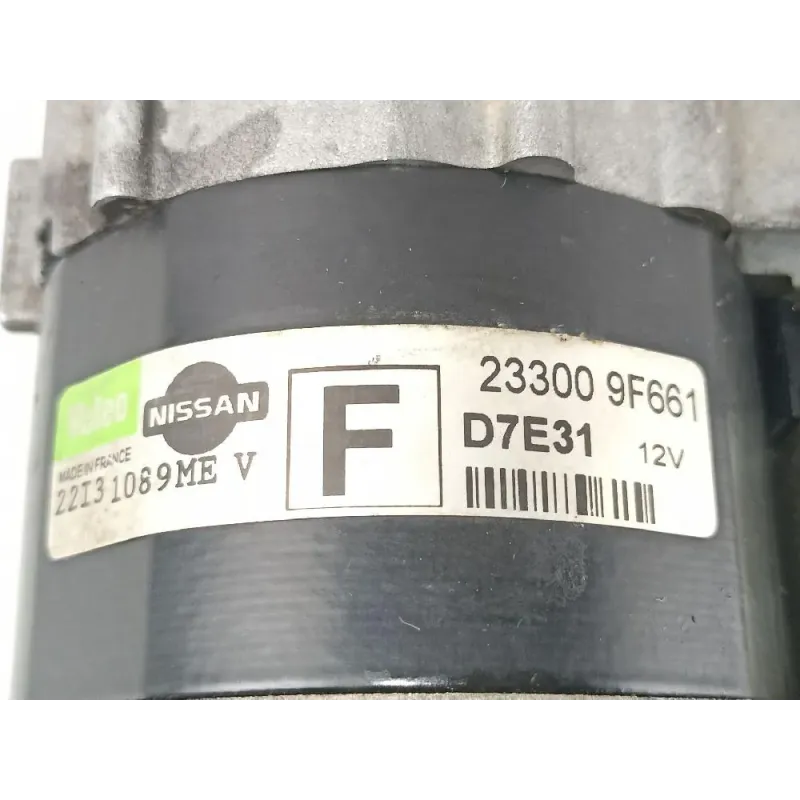 Valeo
NISSAN
MADE IN FRANCE
22I31089ME V
F
23300 9F661
D7E31 12V